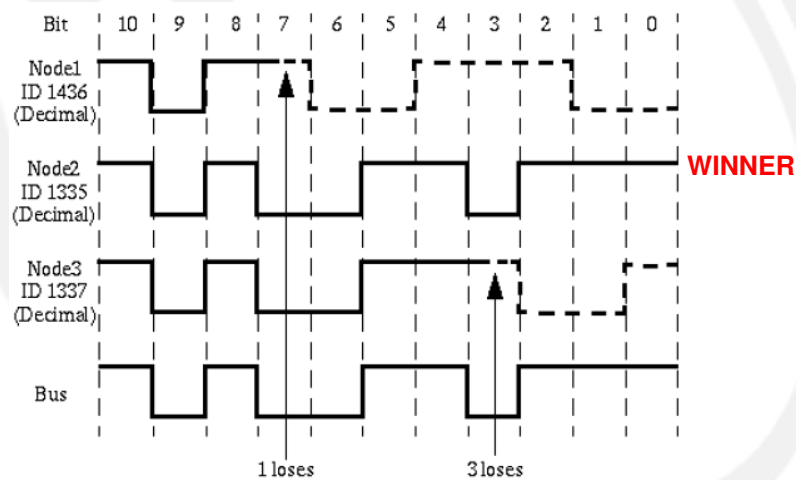 Bit 10 9 8 7 6 5 4 3 2 1 0
Node1
ID 1436
(Decimal)
Node2
ID 1335
(Decimal)
WINNER
Node3
ID 1337
(Decimal)
Bus
1 loses 3 loses